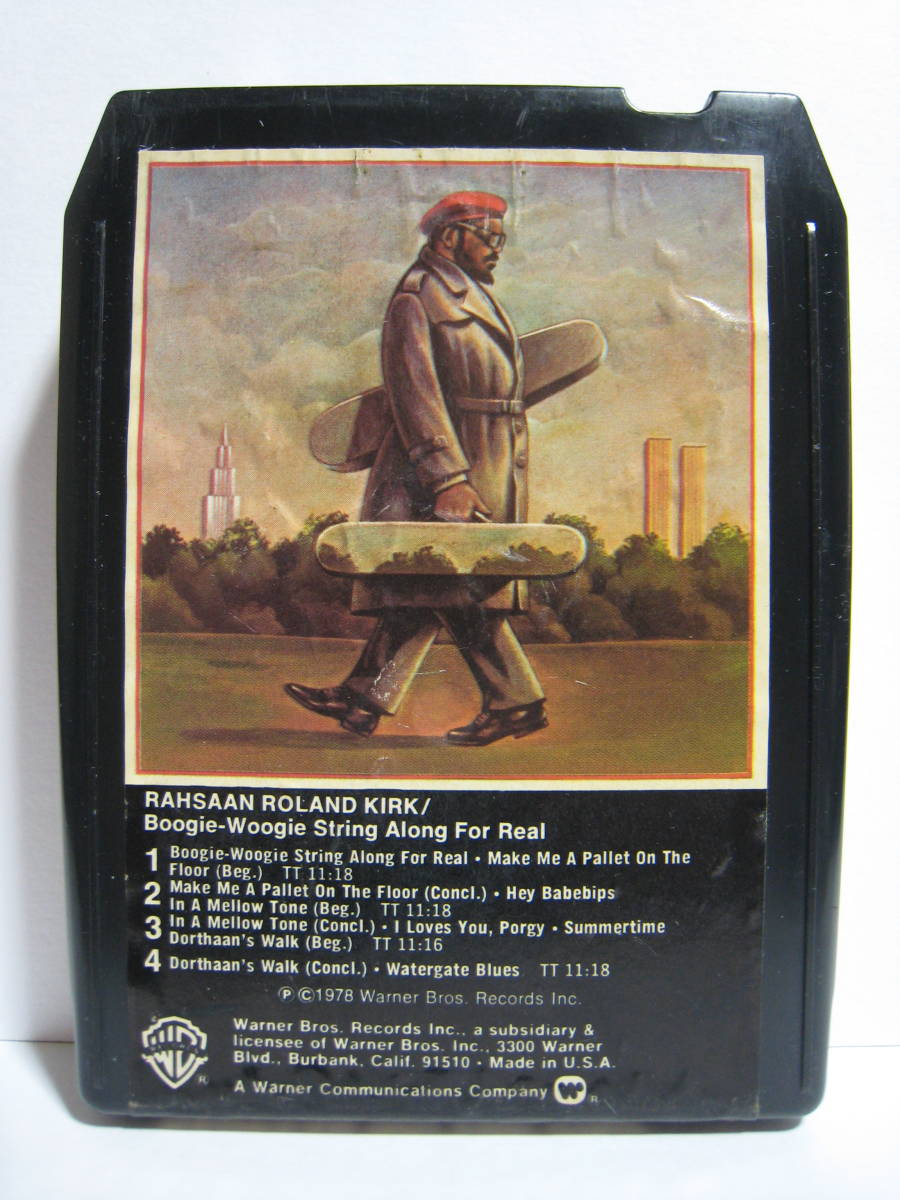 RAHSAAN ROLAND KIRK/
Boogie-Woogie String Along For Real
1 Boogie-Woogie String Along For Real • Make Me A Pallet On The
Floor (Beg.) TT 11:18
2 Make Me A Pallet On The Floor (Concl.) • Hey Babebips
In A Mellow Tone (Beg.) TT 11:18
3 In A Mellow Tone (Concl.) • I Loves You, Porgy • Summertime
Dorthaan's Walk (Beg.) TT 11:16
4 Dorthaan's Walk (Concl.) • Watergate Blues TT 11:18
℗©1978 Warner Bros. Records Inc.
Warner Bros. Records Inc., a subsidiary &
licensee of Warner Bros. Inc., 3300 Warner
Blvd., Burbank, Calif. 91510 • Made in U.S.A.
A Warner Communications Company